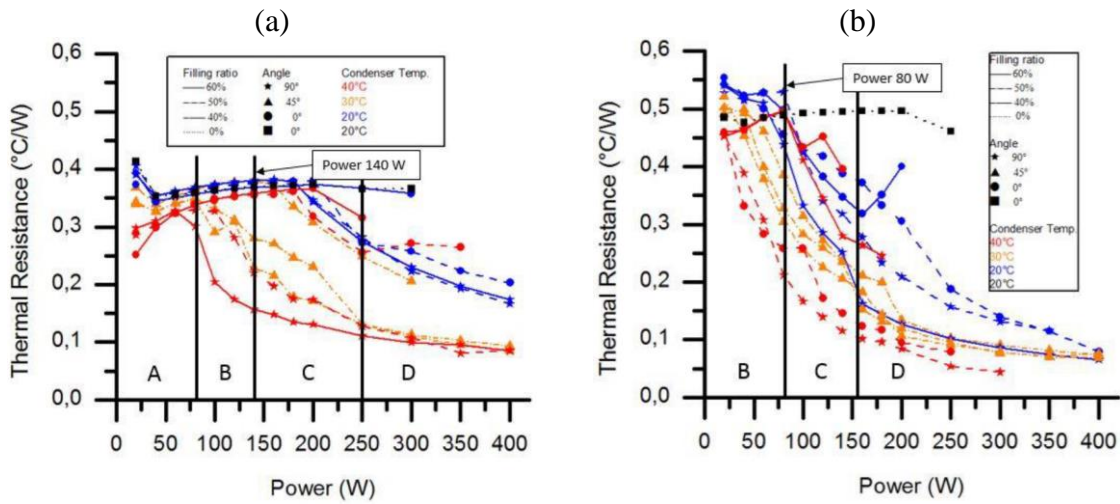 (a)
0,6
0,5
0,4
0,3
0,2
0,1
0,0
Thermal Resistance (°C/W)
Filling ratio Angle Condenser Temp.
60% 90° 40°C
50% 45° 30°C
40% 0° 20°C
0% 0° 20°C
Power 140 W
A B C D
0 50 100 150 200 250 300 350 400
Power (W)
(b)
0,6
0,5
0,4
0,3
0,2
0,1
0,0
Thermal Resistance (°C/W)
Power 80 W
Filling ratio
60%
50%
40%
0%
Angle
90°
0°
45°
0°
Condenser Temp.
40°C
30°C
20°C
20°C
B C D
0 50 100 150 200 250 300 350 400
Power (W)